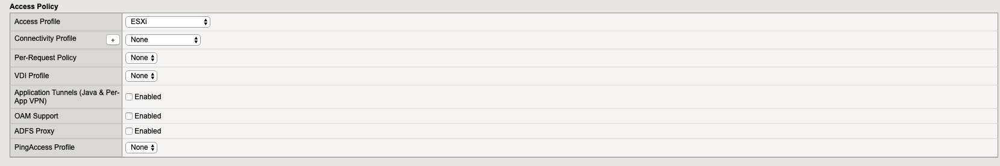 Access Policy
Access Profile
ESXi
Connectivity Profile
+
None
Per-Request Policy
None
VDI Profile
None
Application Tunnels (Java & Per-
App VPN)
Enabled
OAM Support
Enabled
ADFS Proxy
Enabled
PingAccess Profile
None